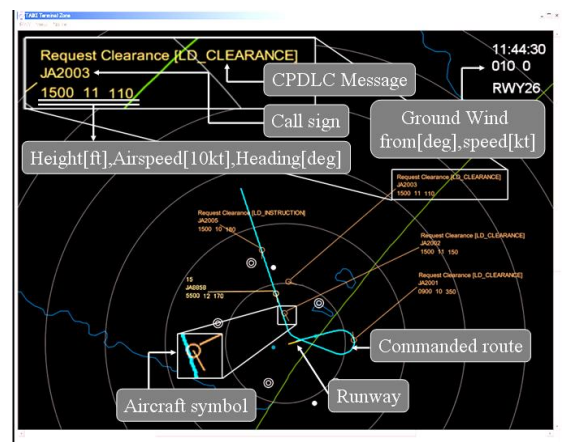 TAIKI Terminal Zone
Request Clearance [LD_CLEARANCE]
JA2003
1500 11 110
CPDLC Message
Call sign
Height[ft],Airspeed[10kt],Heading[deg]
11:44:30
010 0
RWY26
Ground Wind
from[deg],speed[kt]
Request Clearance [LD_CLEARANCE]
JA2003
1500 11 110
Request Clearance [LD_INSTRUCTION]
JA2005
1500 10 160
Request Clearance [LD_CLEARANCE]
JA2002
1500 11 150
15
JA8858
5500 12 170
Request Clearance [LD_CLEARANCE]
JA2001
0900 10 350
Commanded route
Aircraft symbol
Runway